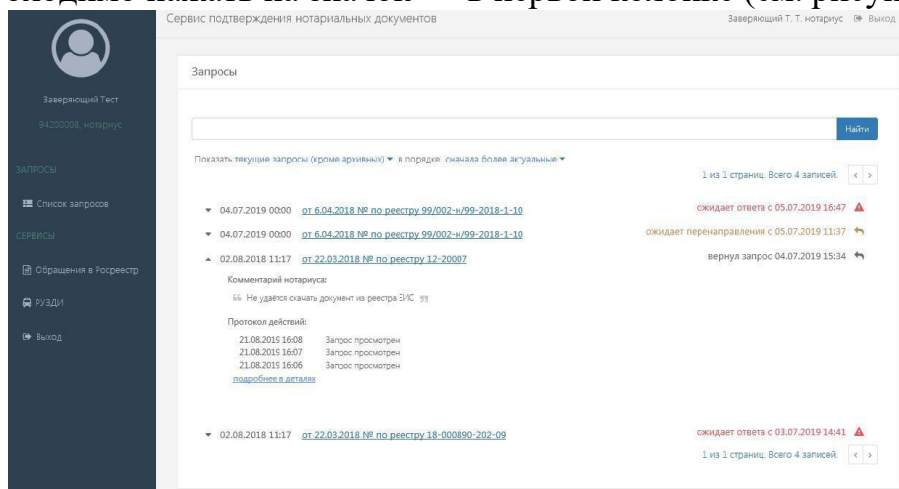 в первой колонке (см. рисун
Сервис подтверждения нотариальных документов
Заверяющий Т. Т. нотариус Выход
Заверяющий Тест
94200008, нотариус
ЗАПРОСЫ
Список запросов
СЕРВИСЫ
Обращения в Росреестр
РУЗДИ
Выход
Запросы
Найти
Показать текущие запросы (кроме архивных) в порядке сначала более актуальные
1 из 1 страниц. Всего 4 записей. < >
04.07.2019 00:00 от 6.04.2018 № по реестру 99/002-н/99-2018-1-10 ожидает ответа с 05.07.2019 16:47
04.07.2019 00:00 от 6.04.2018 № по реестру 99/002-н/99-2018-1-10 ожидает перенаправления с 05.07.2019 11:37
02.08.2018 11:17 от 22.03.2018 № по реестру 12-20007 вернул запрос 04.07.2019 15:34
Комментарий нотариуса:
Не удаётся скачать документ из реестра ЕИС
Протокол действий:
21.08.2019 16:08 Запрос просмотрен
21.08.2019 16:07 Запрос просмотрен
21.08.2019 16:06 Запрос просмотрен
подробнее в деталях
02.08.2018 11:17 от 22.03.2018 № по реестру 18-000890-202-09 ожидает ответа с 03.07.2019 14:41
1 из 1 страниц. Всего 4 записей. < >